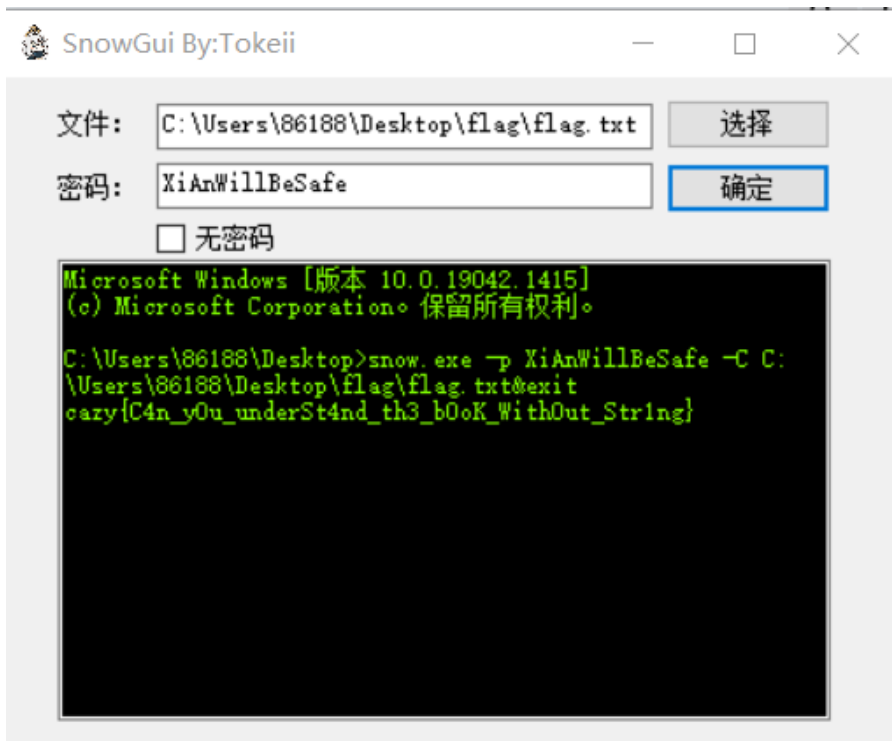 SnowGui By:Tokeii
文件: C:\Users\86188\Desktop\flag\flag.txt 选择
密码: XiAnWillBeSafe 确定
无密码
Microsoft Windows [版本 10.0.19042.1415]
(c) Microsoft Corporation。保留所有权利。
C:\Users\86188\Desktop>snow.exe -p XiAnWillBeSafe -C C:
\Users\86188\Desktop\flag\flag.txt&exit
cazy{C4n_yOu_underSt4nd_th3_bOoK_With0ut_Str1ng}